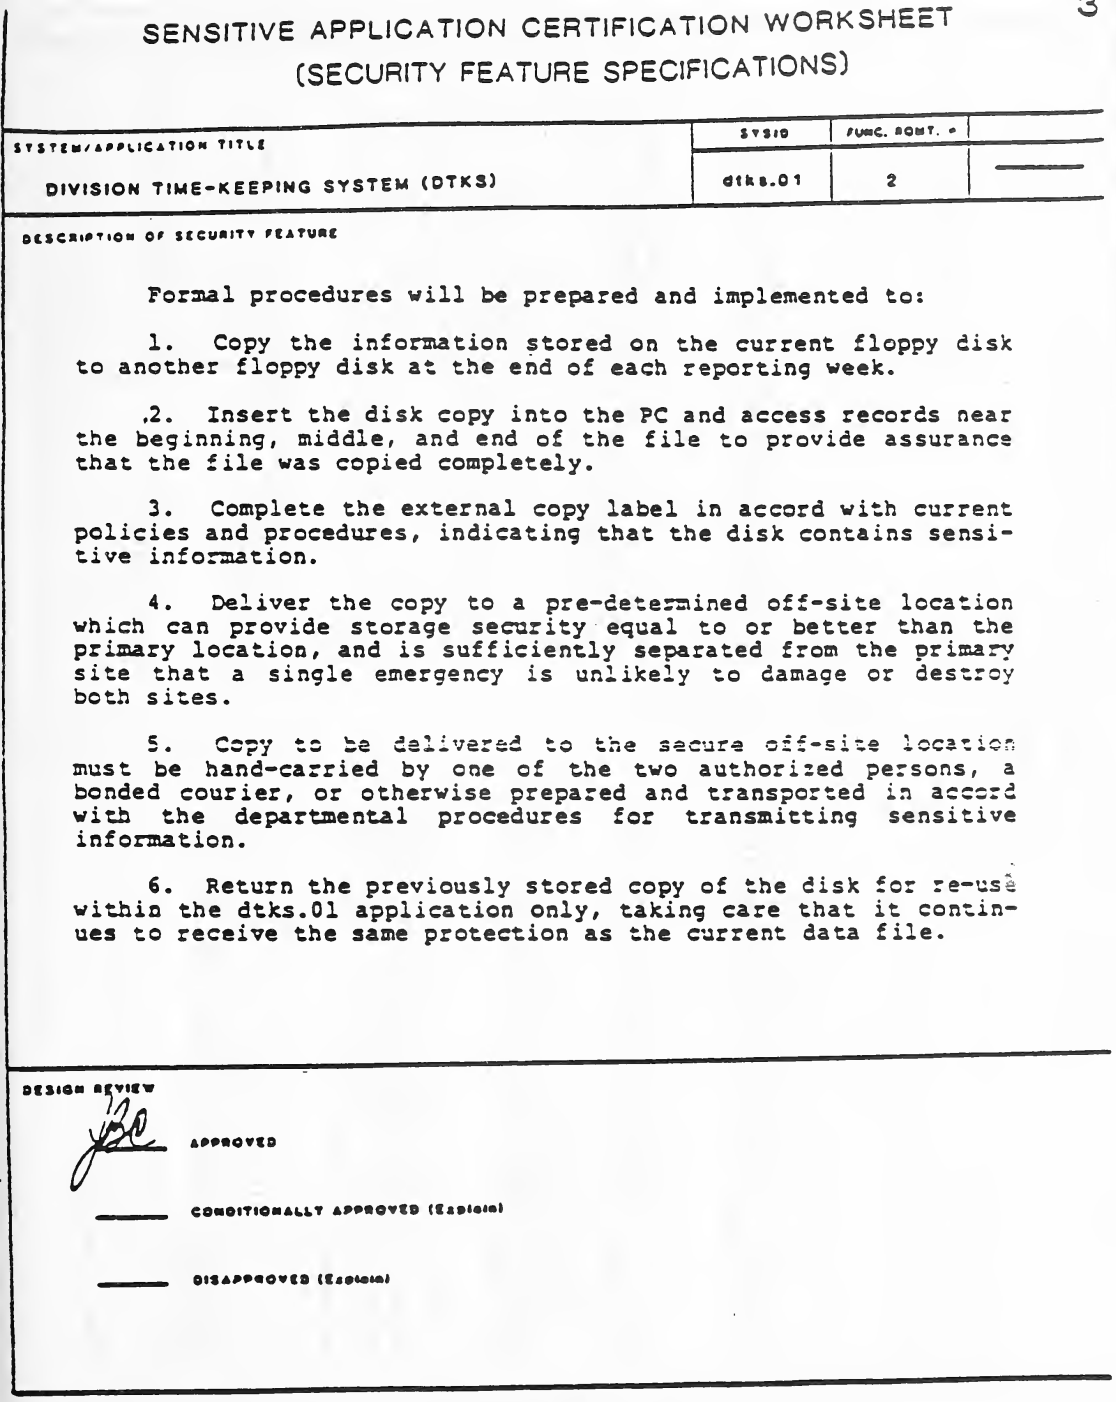 3
SENSITIVE APPLICATION CERTIFICATION WORKSHEET
(SECURITY FEATURE SPECIFICATIONS)
SYSTEM/APPLICATION TITLE
SYSID
FUNC. RQMT. #
DIVISION TIME-KEEPING SYSTEM (DTKS)
dtks.01
2
DESCRIPTION OF SECURITY FEATURE
Formal procedures will be prepared and implemented to:
1. Copy the information stored on the current floppy disk
to another floppy disk at the end of each reporting week.
2. Insert the disk copy into the PC and access records near
the beginning, middle, and end of the file to provide assurance
that the file was copied completely.
3. Complete the external copy label in accord with current
policies and procedures, indicating that the disk contains sensi-
tive information.
4. Deliver the copy to a pre-determined off-site location
which can provide storage security equal to or better than the
primary location, and is sufficiently separated from the primary
site that a single emergency is unlikely to damage or destroy
both sites.
5. Copy to be delivered to the secure off-site location
must be hand-carried by one of the two authorized persons, a
bonded courier, or otherwise prepared and transported in accord
with the departmental procedures for transmitting sensitive
information.
6. Return the previously stored copy of the disk for re-use
within the dtks.01 application only, taking care that it contin-
ues to receive the same protection as the current data file.
DESIGN REVIEW
JBC
APPROVED
CONDITIONALLY APPROVED (Explain)
DISAPPROVED (Explain)